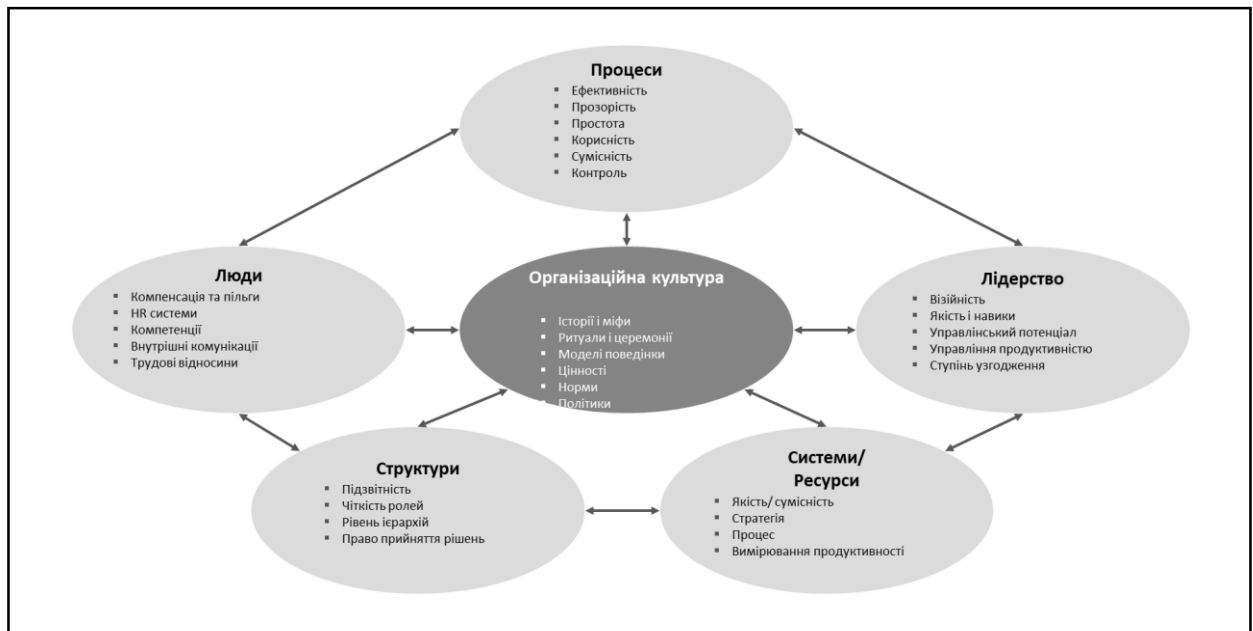 Процеси
Ефективність
Прозорість
Простота
Корисність
Сумісність
Контроль
Люди
Компенсація та пільги
HR системи
Компетенції
Внутрішні комунікації
Трудові відносини
Організаційна культура
Історії і міфи
Ритуали і церемонії
Моделі поведінки
Цінності
Норми
Політики
Лідерство
Візійність
Якість і навики
Управлінський потенціал
Управління продуктивністю
Ступінь узгодження
Структури
Підзвітність
Чіткість ролей
Рівень ієрархій
Право прийняття рішень
Системи/
Ресурси
Якість/ сумісність
Стратегія
Процес
Вимірювання продуктивності